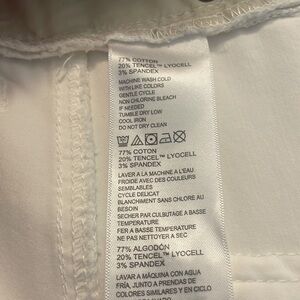 77% COTTON
20% TENCEL™ LYOCELL
3% SPANDEX
MACHINE WASH COLD
WITH LIKE COLORS
GENTLE CYCLE
NON CHLORINE BLEACH
IF NEEDED
TUMBLE DRY LOW
COOL IRON
DO NOT DRY CLEAN
77% COTON
20% TENCEL™ LYOCELL
3% SPANDEX
LAVER A LA MACHINE A L'EAU
FROIDE AVEC DES COULEURS
SEMBLABLES
CYCLE DELICAT
BLANCHIMENT SANS CHLORE AU
BESOIN
SECHER PAR CULBUTAGE A BASSE
TEMPERATURE
FER A BASSE TEMPERATURE
NE PAS NETTOYER A SEC
77% ALGODÓN
20% TENCEL™ LYOCELL
3% SPANDEX
LAVAR A MÁQUINA CON AGUA
FRÍA, JUNTO A PRENDAS DE
COLORES SIMILARES Y EN CICLO